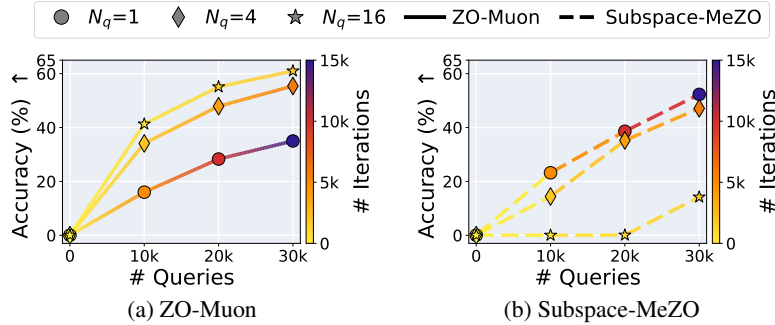 N_q=1 N_q=4 N_q=16 ZO-Muon Subspace-MeZO
Accuracy (%) ↑
65
60
40
20
0
0 10k 20k 30k
# Queries
15k
10k
5k
0
# Iterations
(a) ZO-Muon
Accuracy (%) ↑
65
60
40
20
0
0 10k 20k 30k
# Queries
15k
10k
5k
0
# Iterations
(b) Subspace-MeZO